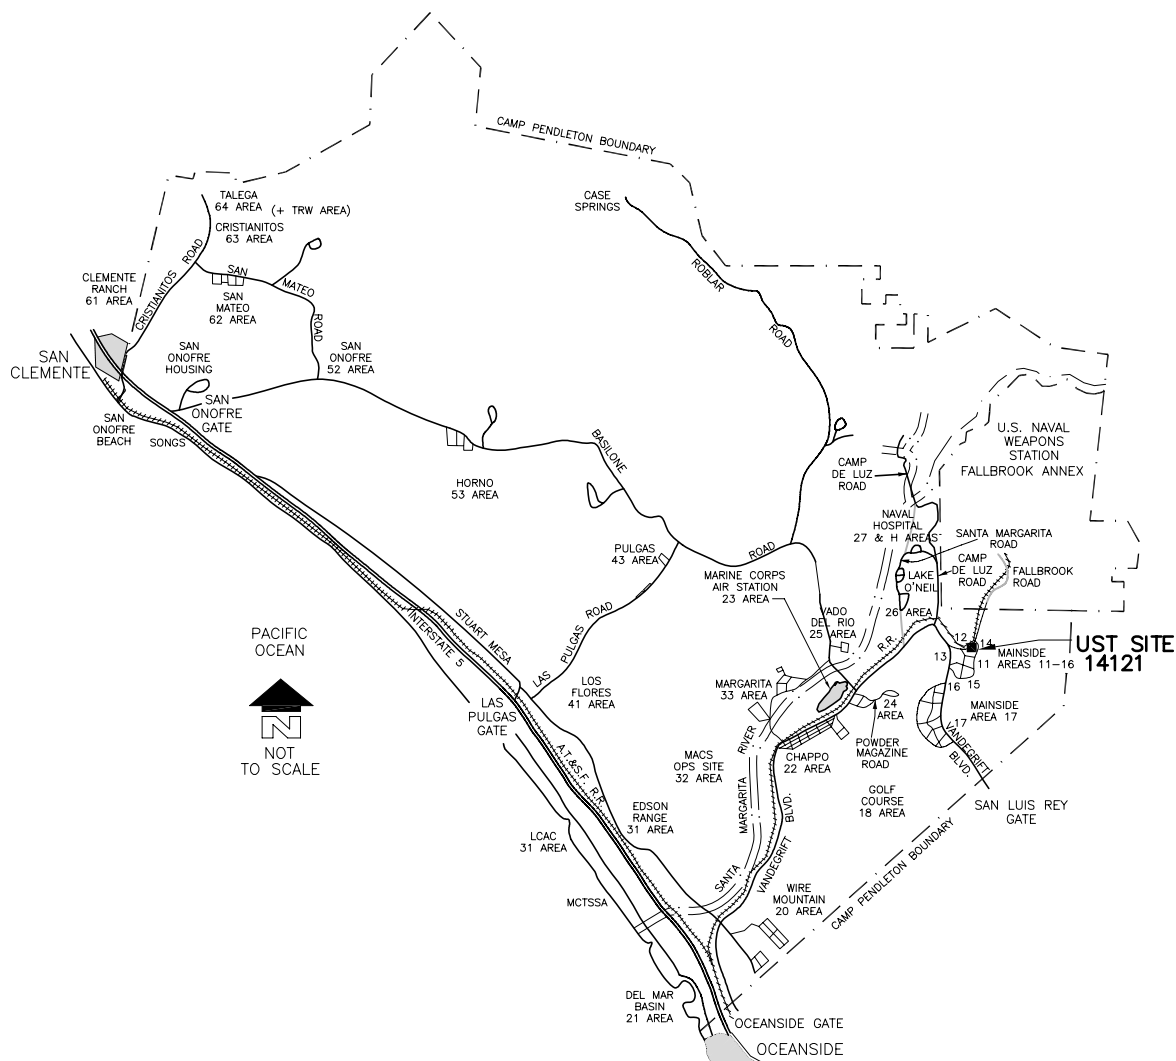 CAMP PENDLETON BOUNDARY
TALEGA
64 AREA
(+ TRW AREA)
CASE
SPRINGS
CRISTIANITOS
63 AREA
CLEMENTE
RANCH
61 AREA
CRISTIANITOS ROAD
SAN MATEO ROAD
SAN
MATEO
62 AREA
ROBLAR ROAD
SAN
CLEMENTE
SAN
ONOFRE
HOUSING
SAN
ONOFRE
52 AREA
SAN
ONOFRE
GATE
SAN
ONOFRE
BEACH
SONGS
BASILONE ROAD
HORNO
53 AREA
CAMP
DE LUZ
ROAD
U.S. NAVAL
WEAPONS
STATION
FALLBROOK ANNEX
NAVAL
HOSPITAL
27 & H AREAS
SANTA MARGARITA
ROAD
PULGAS
43 AREA
MARINE CORPS
AIR STATION
23 AREA
LAKE
O'NEIL
CAMP
DE LUZ
ROAD
FALLBROOK
ROAD
26 AREA
VADO
DEL RIO
25 AREA
R.R.
STUART MESA
INTERSTATE 5
LAS PULGAS ROAD
PACIFIC
OCEAN
N
NOT
TO SCALE
12
14
13
11
15
16
17
MAINSIDE
AREAS 11-16
UST SITE
14121
MAINSIDE
AREA 17
VANDEGRIFT
BLVD.
SAN LUIS REY
GATE
LOS
FLORES
41 AREA
LAS
PULGAS
GATE
MARGARITA
33 AREA
24
AREA
POWDER
MAGAZINE
ROAD
CHAPPO
22 AREA
MACS
OPS SITE
32 AREA
GOLF
COURSE
18 AREA
A.T.&S.F. R.R.
EDSON
RANGE
31 AREA
LCAC
31 AREA
SANTA MARGARITA RIVER
VANDEGRIFT BLVD.
MCTSSA
WIRE
MOUNTAIN
20 AREA
CAMP PENDLETON BOUNDARY
DEL MAR
BASIN
21 AREA
OCEANSIDE GATE
OCEANSIDE